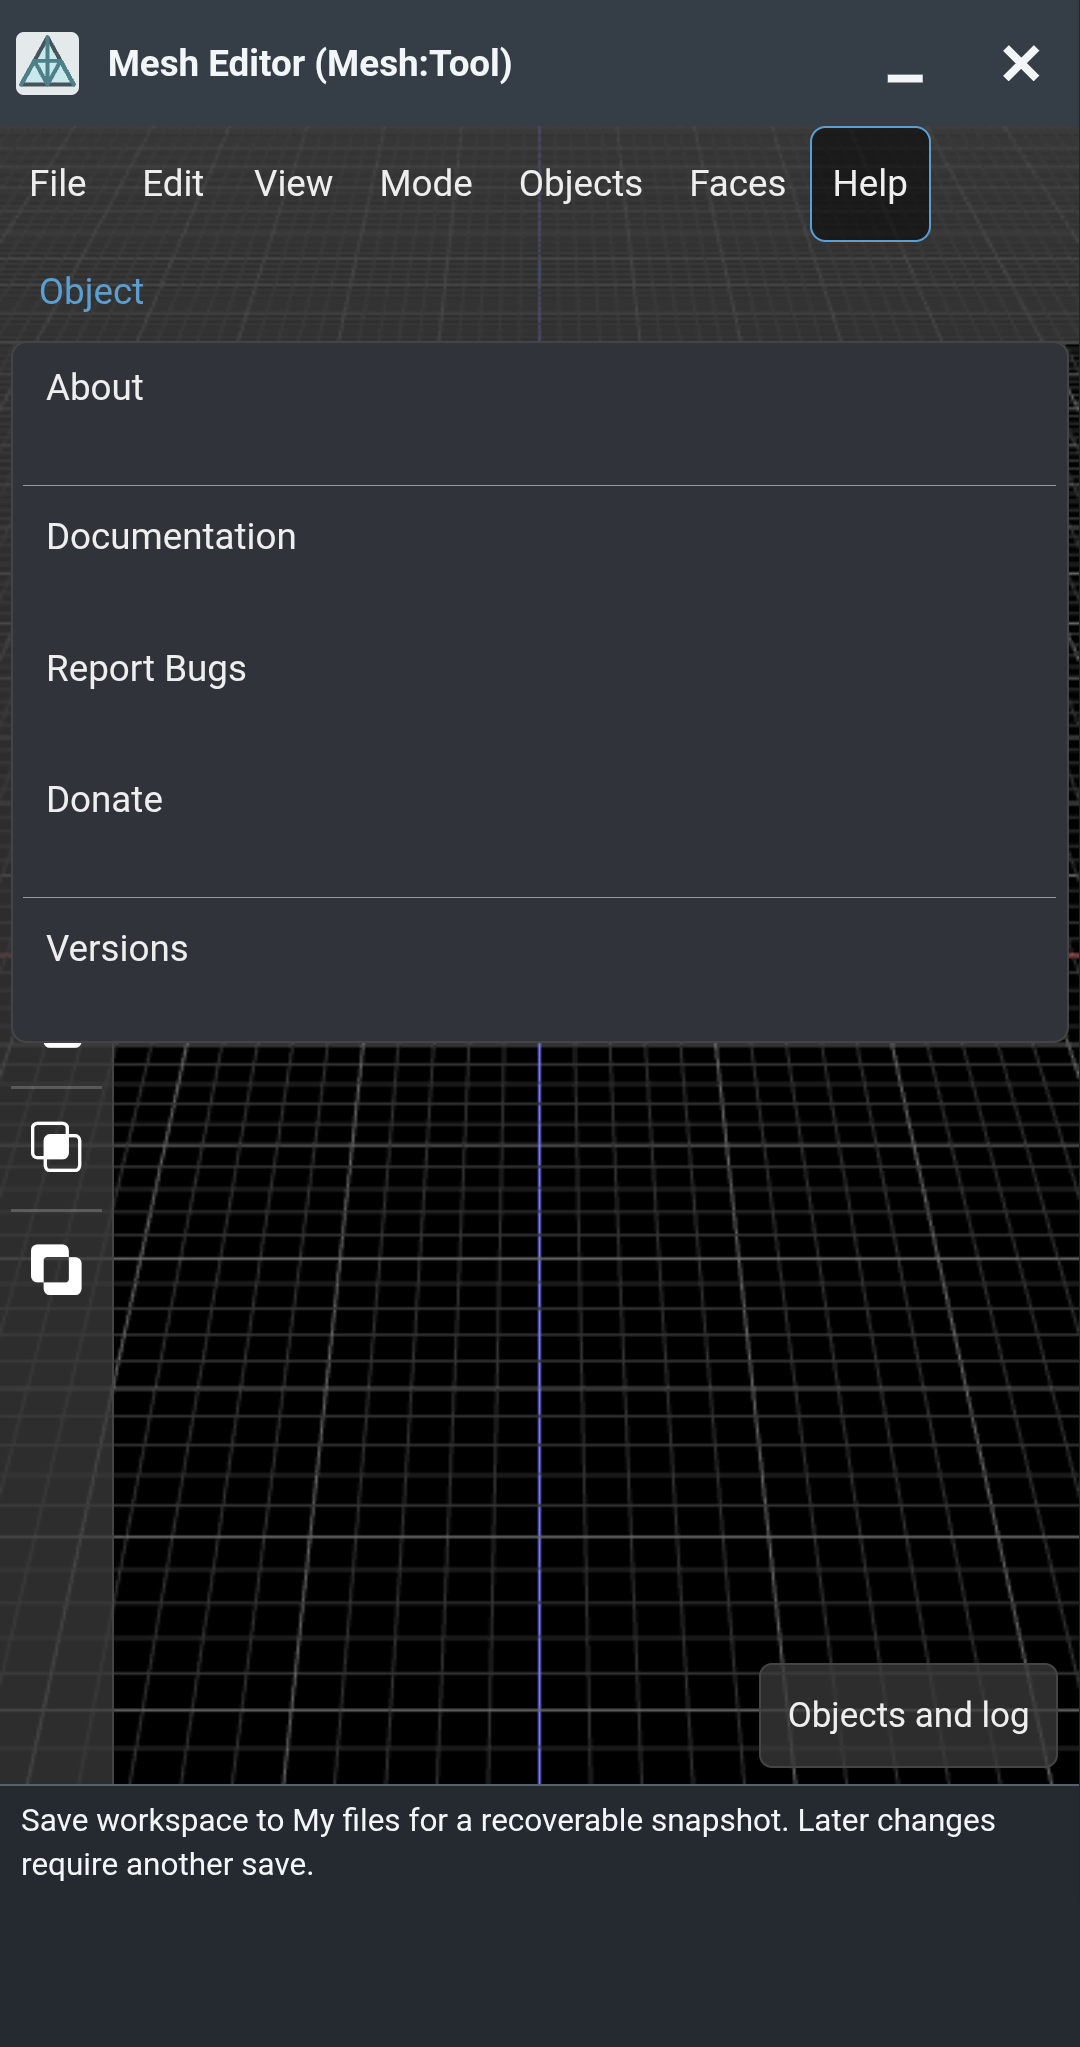 Mesh Editor (Mesh:Tool)
File Edit View Mode Objects Faces Help
Object
About
Documentation
Report Bugs
Donate
Versions
Objects and log
Save workspace to My files for a recoverable snapshot. Later changes
require another save.